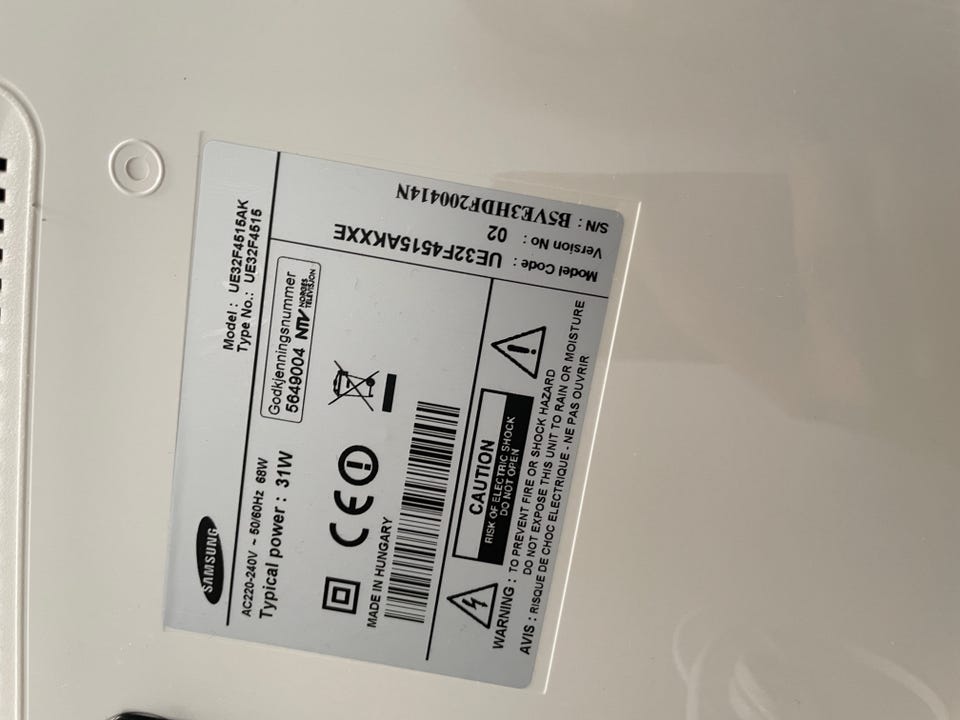 SAMSUNG
Model : UE32F4515AK
Type No.: UE32F4515
AC220-240V ~ 50/60Hz 68W
Typical power : 31W
Godkjenningsnummer
5649004 NTV NORGES TELEVISJON
MADE IN HUNGARY
CAUTION
RISK OF ELECTRIC SHOCK
DO NOT OPEN
WARNING : TO PREVENT FIRE OR SHOCK HAZARD
DO NOT EXPOSE THIS UNIT TO RAIN OR MOISTURE
AVIS : RISQUE DE CHOC ELECTRIQUE - NE PAS OUVRIR
Model Code : UE32F4515AKXXE
Version No : 02
S/N : B5VE3HDF200414N